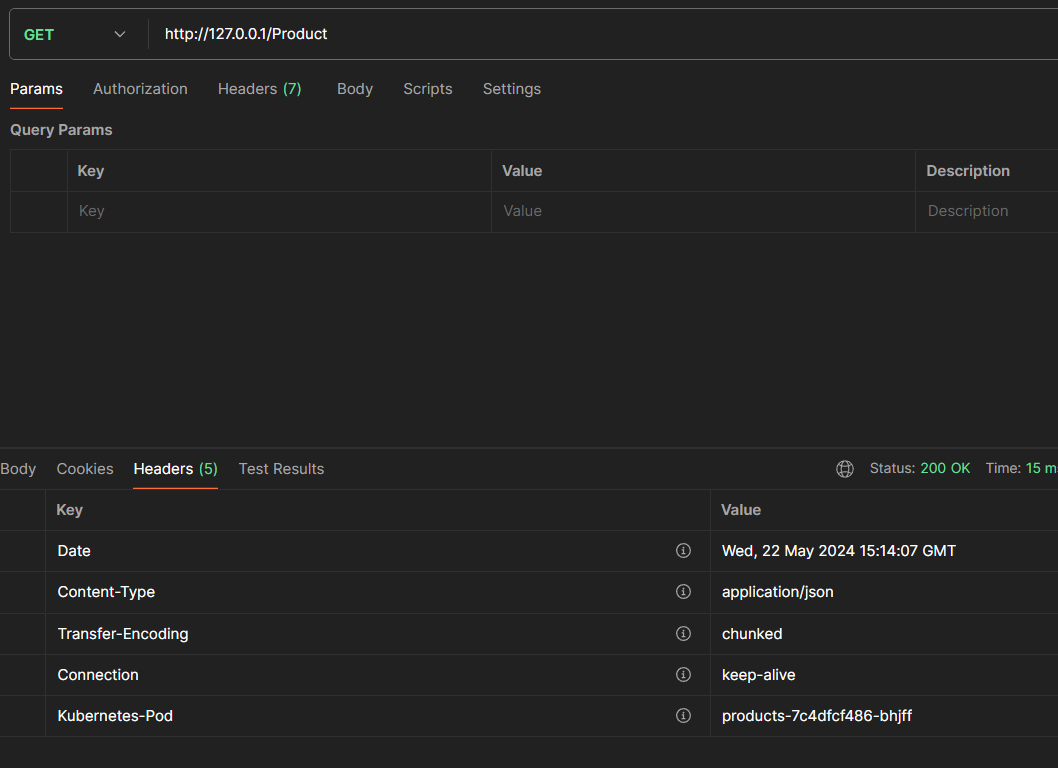 GET http://127.0.0.1/Product
Params Authorization Headers (7) Body Scripts Settings
Query Params
Key Value Description
Key Value Description
Body Cookies Headers (5) Test Results Status: 200 OK Time: 15 m
Key Value
Date Wed, 22 May 2024 15:14:07 GMT
Content-Type application/json
Transfer-Encoding chunked
Connection keep-alive
Kubernetes-Pod products-7c4dfcf486-bhjff